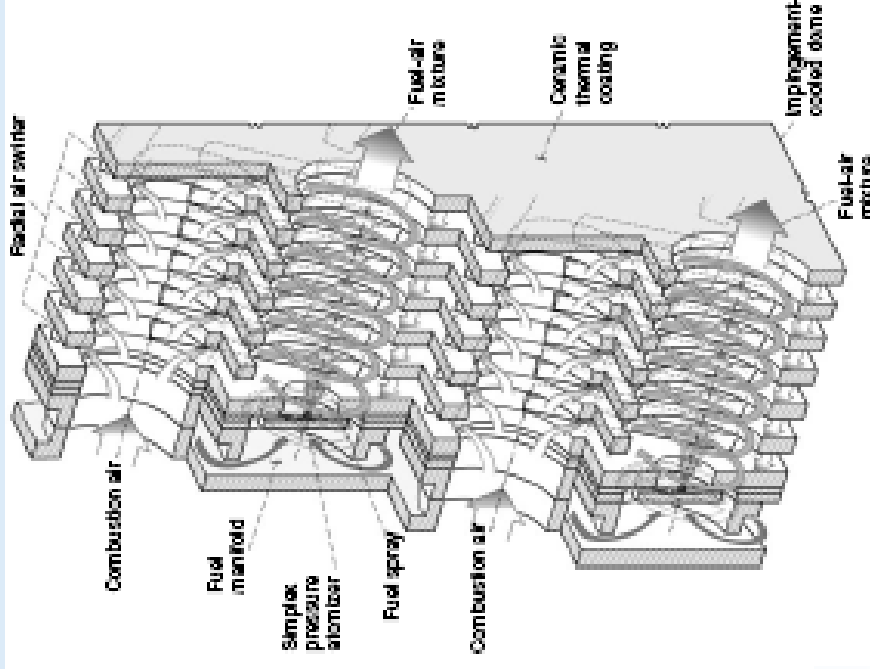 Radial air swirler
Fuel-air
mixture
Ceramic
thermal
coating
Impingement-
cooled dome
Fuel-air
mixture
Combustion air
Fuel
manifold
Simplex
pressure
atomizer
Fuel spray
Combustion air